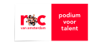 roc
van amsterdam
podium
voor
talent